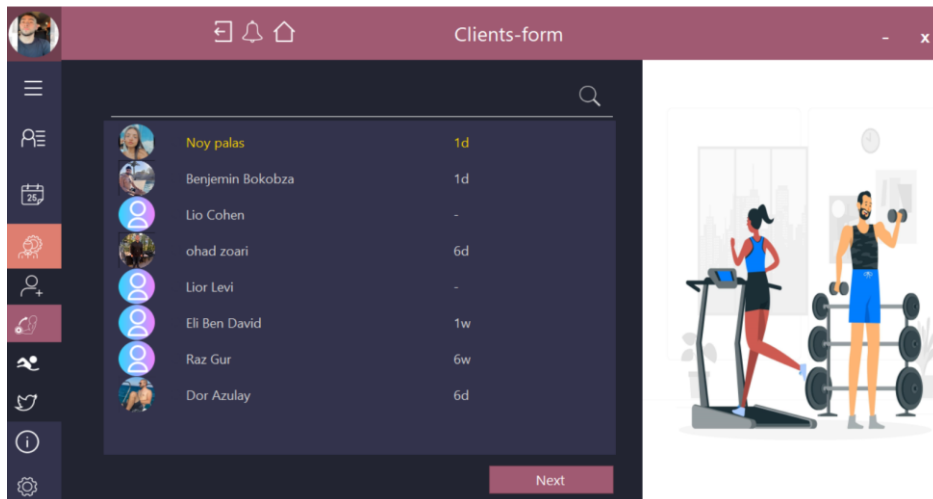 Clients-form
-
x
25
Noy palas 1d
Benjemin Bokobza 1d
Lio Cohen -
ohad zoari 6d
Lior Levi -
Eli Ben David 1w
Raz Gur 6w
Dor Azulay 6d
Next